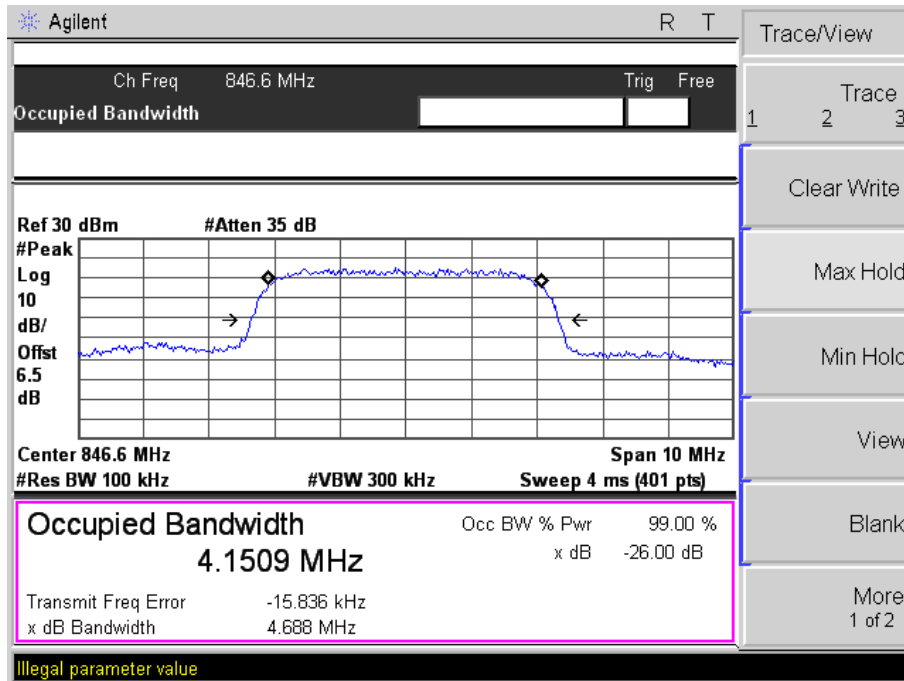 Agilent R T
Ch Freq 846.6 MHz Trig Free
Occupied Bandwidth
Ref 30 dBm #Atten 35 dB
#Peak
Log
10
dB/
Offst
6.5
dB
Center 846.6 MHz Span 10 MHz
#Res BW 100 kHz #VBW 300 kHz Sweep 4 ms (401 pts)
Occupied Bandwidth Occ BW % Pwr 99.00 %
4.1509 MHz x dB -26.00 dB
Transmit Freq Error -15.836 kHz
x dB Bandwidth 4.688 MHz
Illegal parameter value
Trace/View
Trace
1 2 3
Clear Write
Max Hold
Min Hold
View
Blank
More
1 of 2